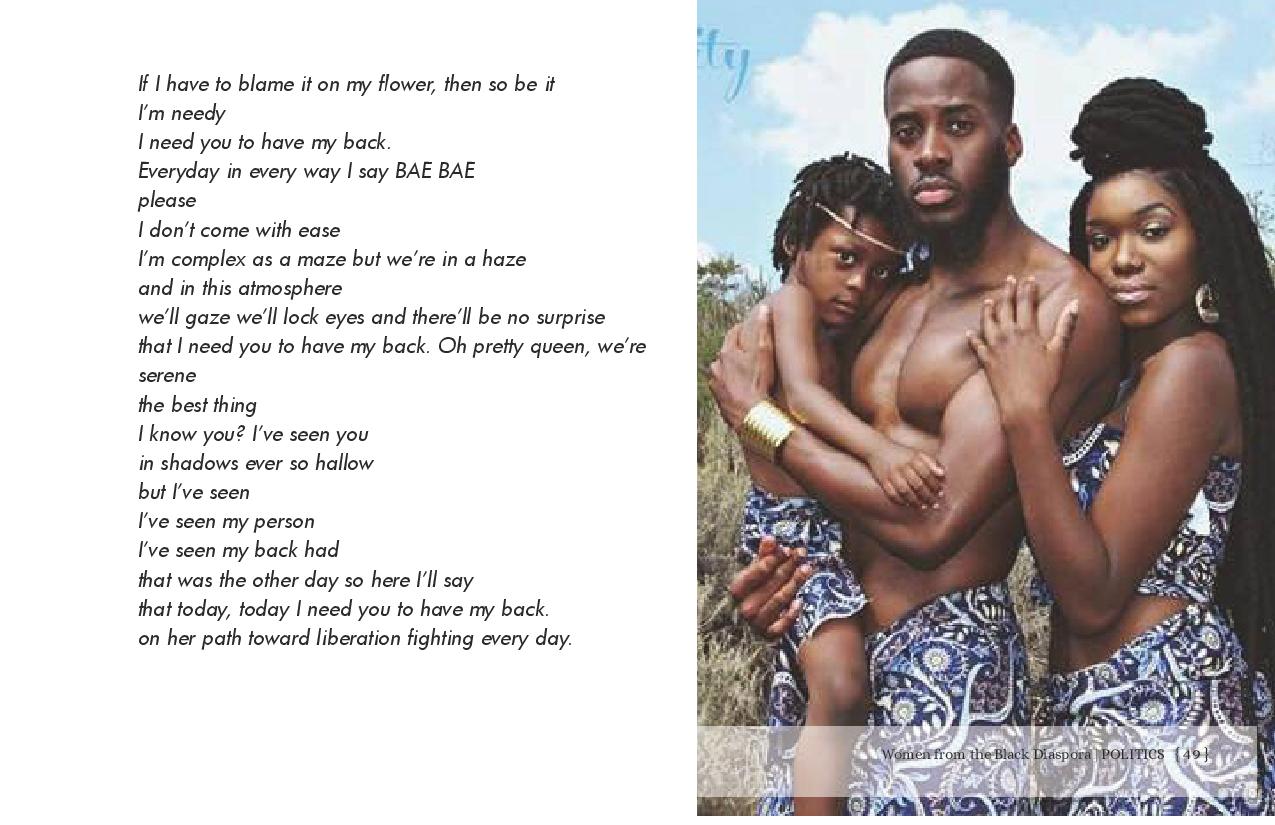 If I have to blame it on my flower, then so be it
I'm needy
I need you to have my back.
Everyday in every way I say BAE BAE
please
I don't come with ease
I'm complex as a maze but we're in a haze
and in this atmosphere
we'll gaze we'll lock eyes and there'll be no surprise
that I need you to have my back. Oh pretty queen, we're
serene
the best thing
I know you? I've seen you
in shadows ever so hallow
but I've seen
I've seen my person
I've seen my back had
that was the other day so here I'll say
that today, today I need you to have my back.
on her path toward liberation fighting every day.
ity
Women from the Black Diaspora | POLITICS { 49 }